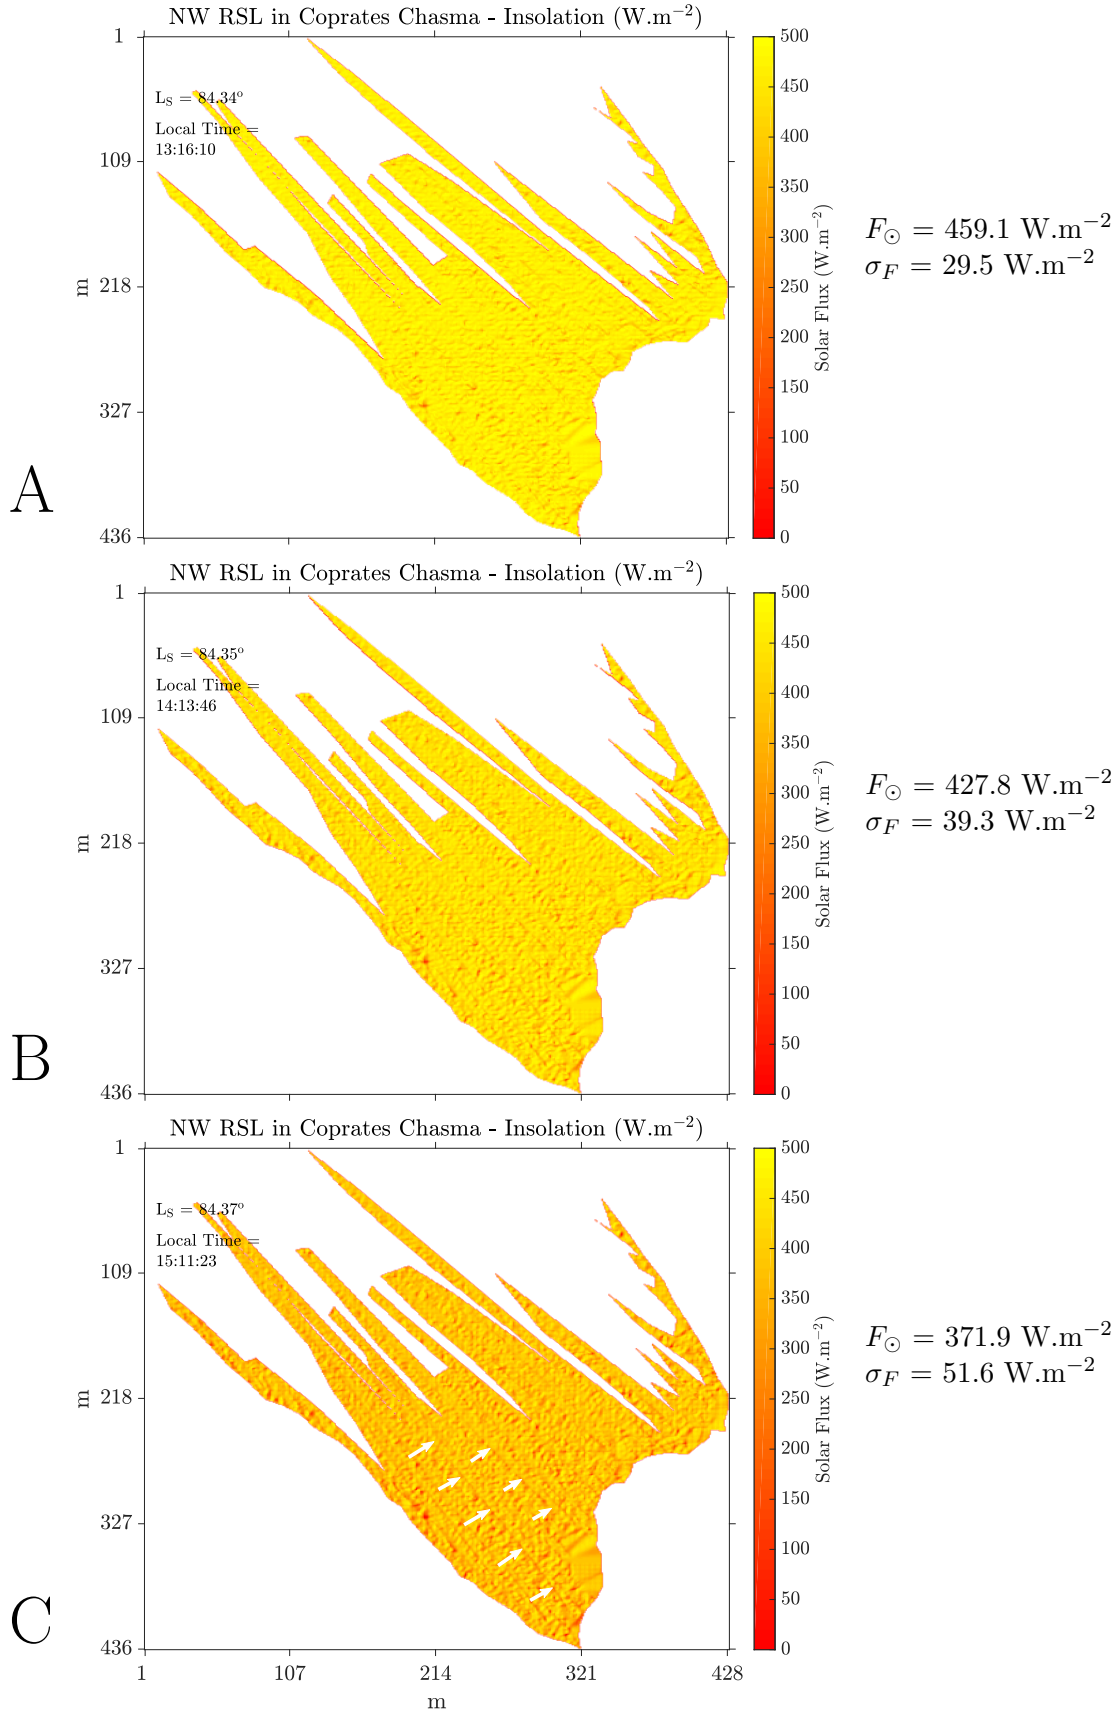 NW RSL in Coprates Chasma - Insolation (W.m⁻²)
L_S = 84.34º
Local Time =
13:16:10
1
109
218
327
436
m
500
450
400
350
300
250
200
150
100
50
0
Solar Flux (W.m⁻²)
F_⊙ = 459.1 W.m⁻²
σ_F = 29.5 W.m⁻²
A
NW RSL in Coprates Chasma - Insolation (W.m⁻²)
L_S = 84.35º
Local Time =
14:13:46
1
109
218
327
436
m
500
450
400
350
300
250
200
150
100
50
0
Solar Flux (W.m⁻²)
F_⊙ = 427.8 W.m⁻²
σ_F = 39.3 W.m⁻²
B
NW RSL in Coprates Chasma - Insolation (W.m⁻²)
L_S = 84.37º
Local Time =
15:11:23
1
109
218
327
436
m
1 107 214 321 428
m
500
450
400
350
300
250
200
150
100
50
0
Solar Flux (W.m⁻²)
F_⊙ = 371.9 W.m⁻²
σ_F = 51.6 W.m⁻²
C